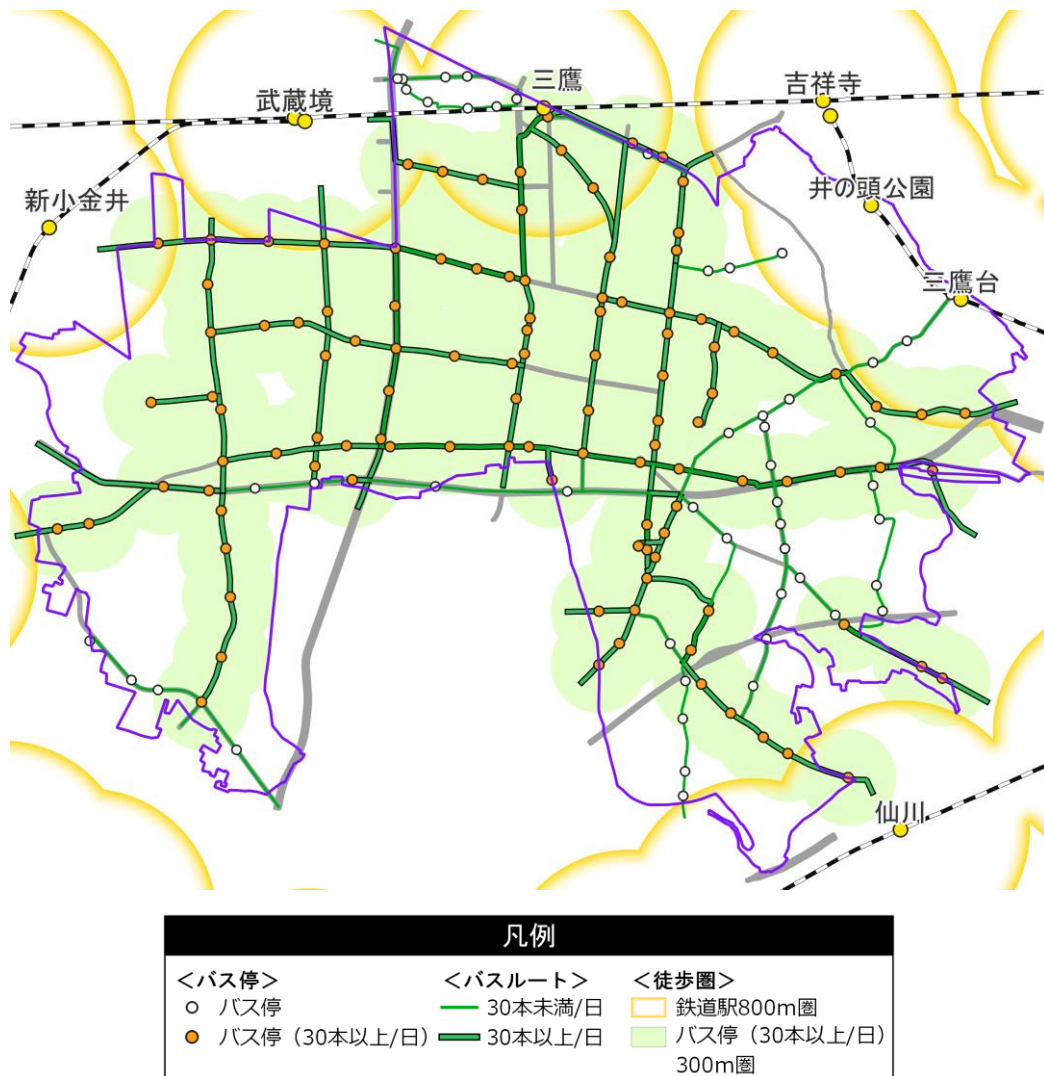 三鷹
吉祥寺
武蔵境
井の頭公園
新小金井
三鷹台
仙川
凡例
＜バス停＞
バス停
バス停（30本以上/日）
＜バスルート＞
30本未満/日
30本以上/日
＜徒歩圏＞
鉄道駅800m圏
バス停（30本以上/日）
300m圏